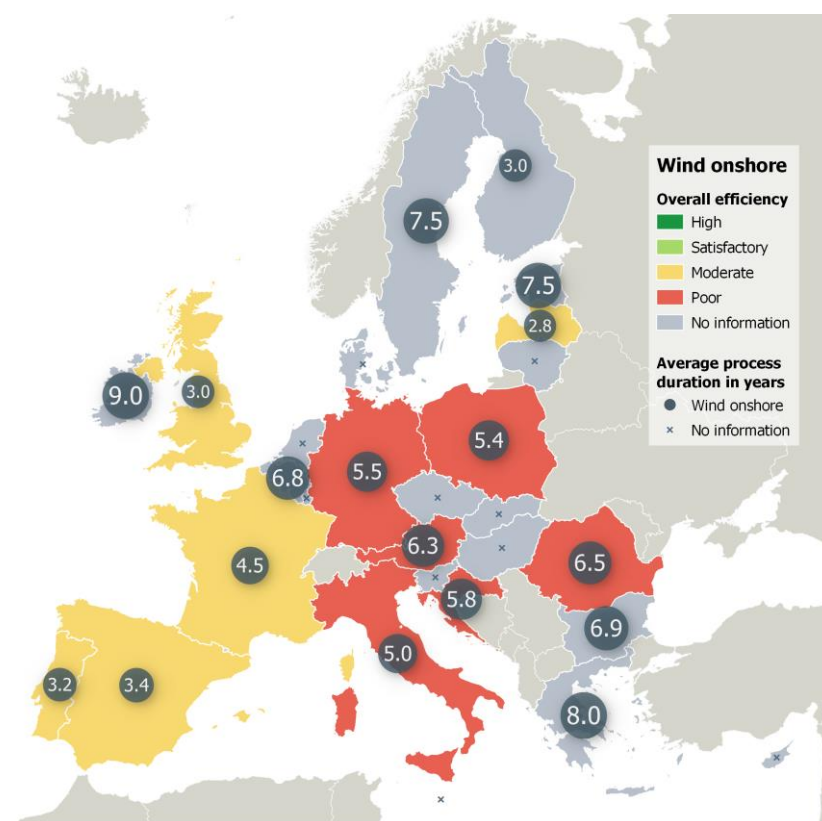 3.0
7.5
7.5
2.8
9.0
3.0
5.4
5.5
6.8
6.3
4.5
6.5
5.8
6.9
5.0
3.2
3.4
8.0
Wind onshore
Overall efficiency
High
Satisfactory
Moderate
Poor
No information
Average process
duration in years
Wind onshore
No information